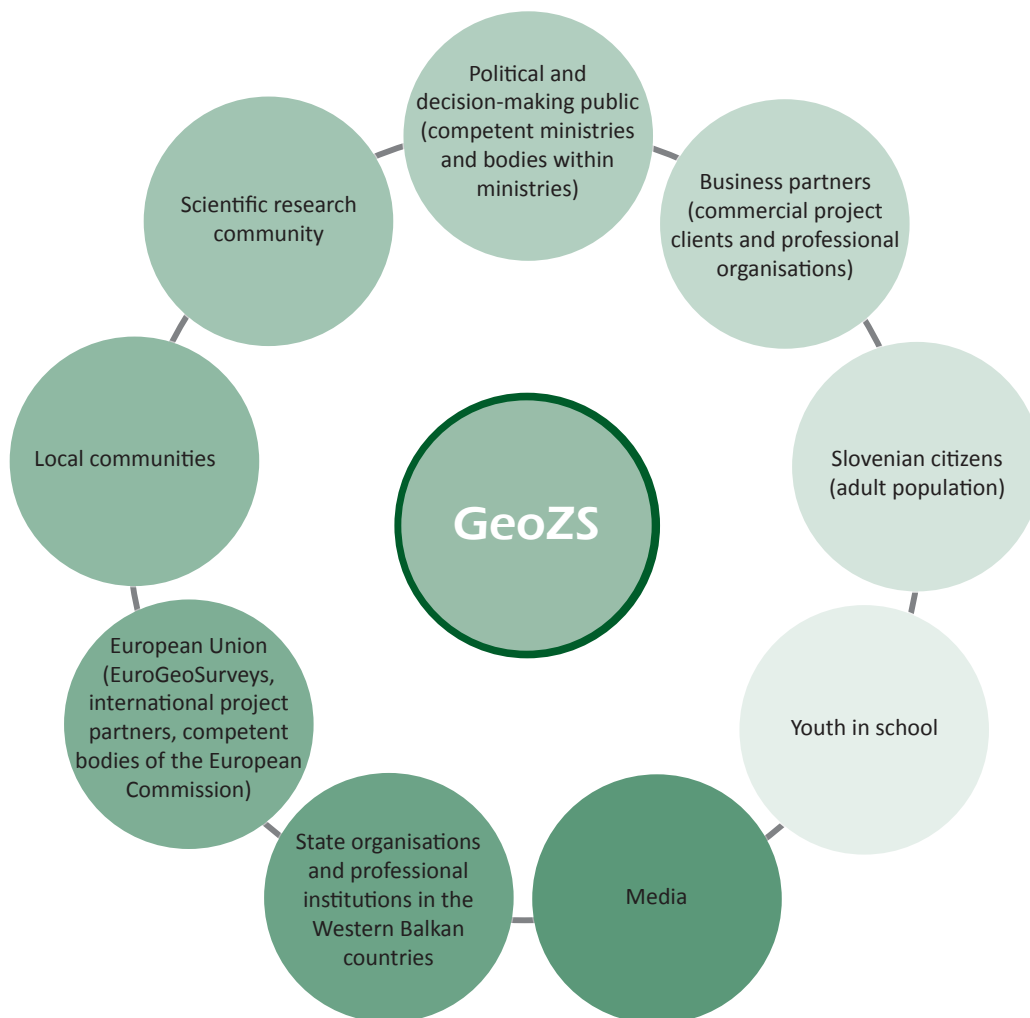 Political and
decision-making public
(competent ministries
and bodies within
ministries)
Business partners
(commercial project
clients and professional
organisations)
Slovenian citizens
(adult population)
Youth in school
Media
State organisations
and professional
institutions in the
Western Balkan
countries
European Union
(EuroGeoSurveys,
international project
partners, competent
bodies of the European
Commission)
Local communities
Scientific research
community
GeoZS